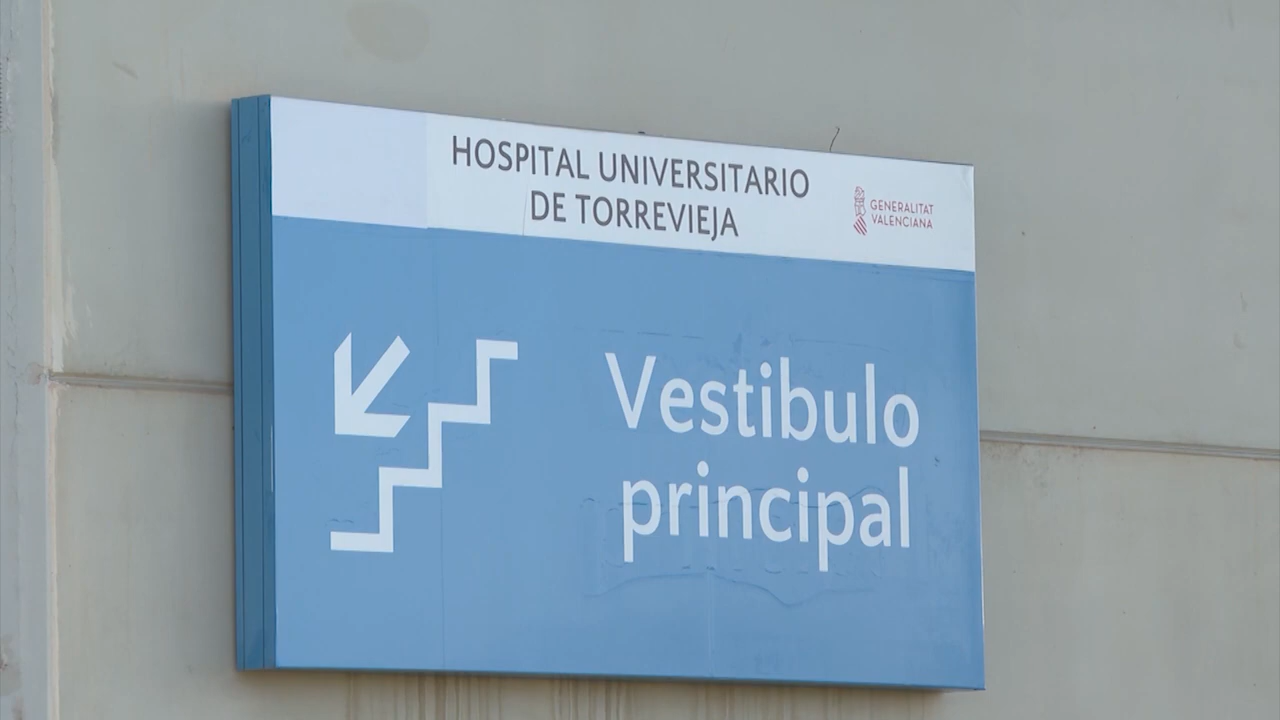 HOSPITAL UNIVERSITARIO
DE TORREVIEJA
GENERALITAT
VALENCIANA
Vestibulo
principal